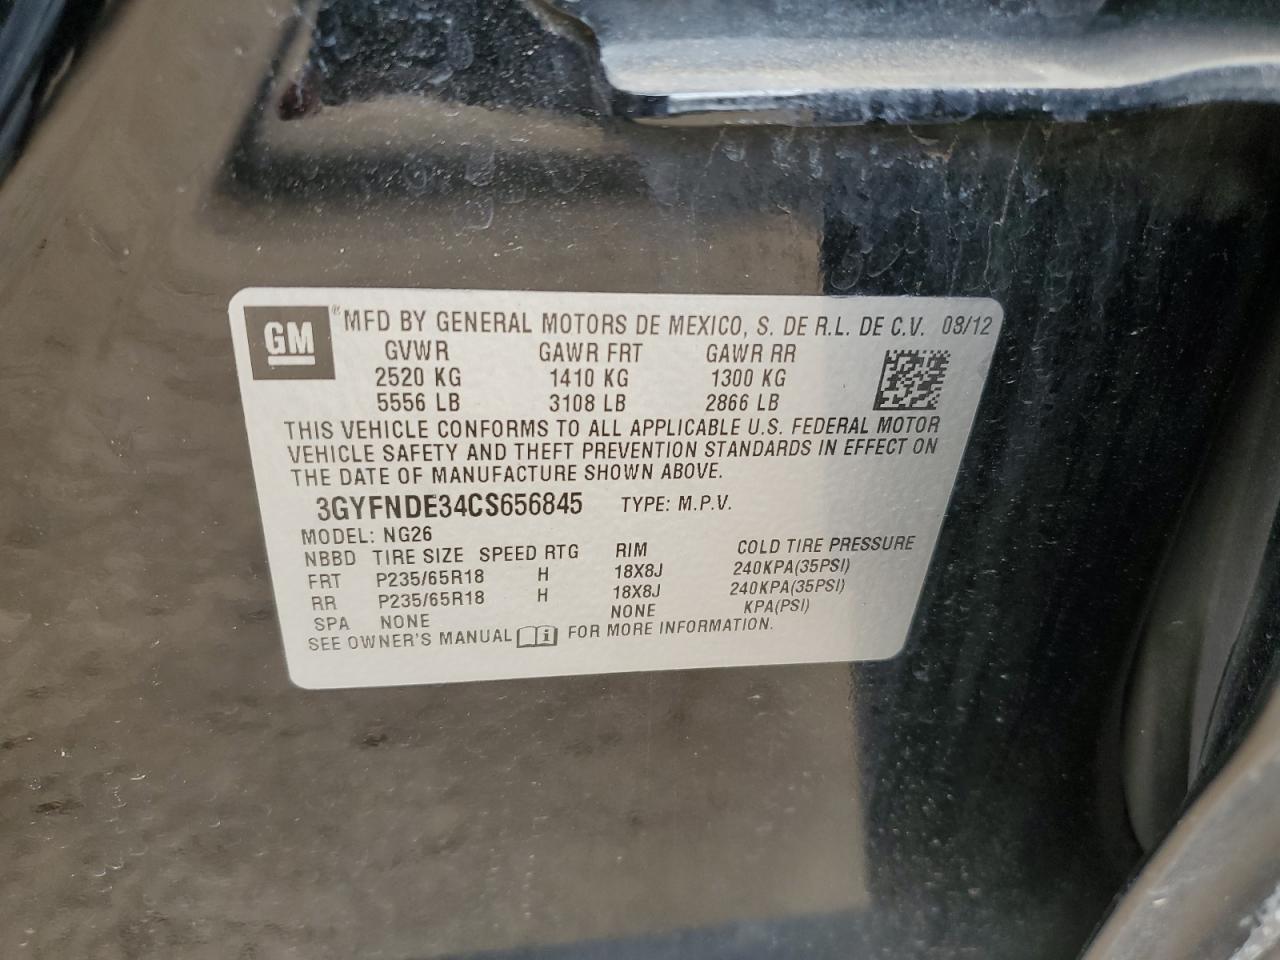 GM ® MFD BY GENERAL MOTORS DE MEXICO, S. DE R.L. DE C.V. 08/12
GVWR GAWR FRT GAWR RR
2520 KG 1410 KG 1300 KG
5556 LB 3108 LB 2866 LB
THIS VEHICLE CONFORMS TO ALL APPLICABLE U.S. FEDERAL MOTOR
VEHICLE SAFETY AND THEFT PREVENTION STANDARDS IN EFFECT ON
THE DATE OF MANUFACTURE SHOWN ABOVE.
3GYFNDE34CS656845 TYPE: M.P.V.
MODEL: NG26
NBBD TIRE SIZE SPEED RTG RIM COLD TIRE PRESSURE
FRT P235/65R18 H 18X8J 240KPA(35PSI)
RR P235/65R18 H 18X8J 240KPA(35PSI)
SPA NONE NONE KPA(PSI)
SEE OWNER'S MANUAL FOR MORE INFORMATION.